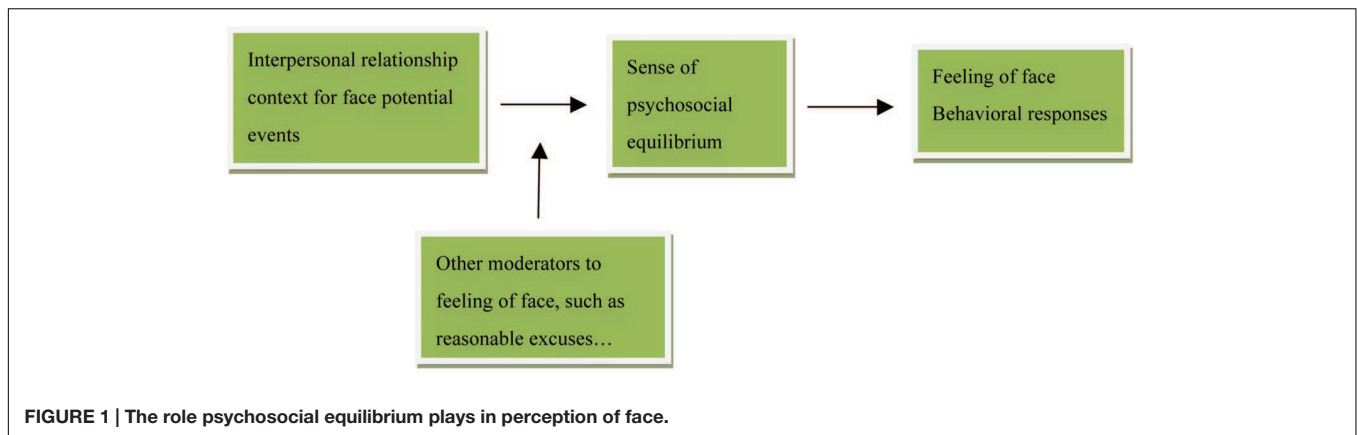 Interpersonal relationship
context for face potential
events
Sense of
psychosocial
equilibrium
Feeling of face
Behavioral responses
Other moderators to
feeling of face, such as
reasonable excuses…
FIGURE 1 | The role psychosocial equilibrium plays in perception of face.